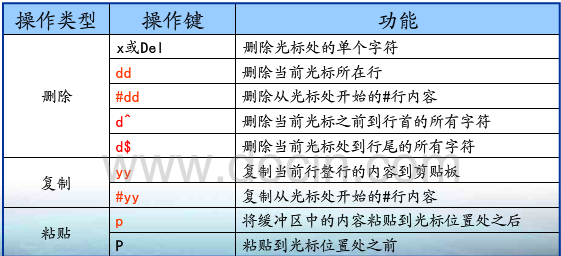 操作类型 操作键 功能
删除 x或Del 删除光标处的单个字符
dd 删除当前光标所在行
#dd 删除从光标处开始的#行内容
d^ 删除当前光标之前到行首的所有字符
d$ 删除当前光标处到行尾的所有字符
复制 yy 复制当前行整行的内容到剪贴板
#yy 复制从光标处开始的#行内容
粘贴 p 将缓冲区中的内容粘贴到光标位置处之后
P 粘贴到光标位置处之前
www.docin.com